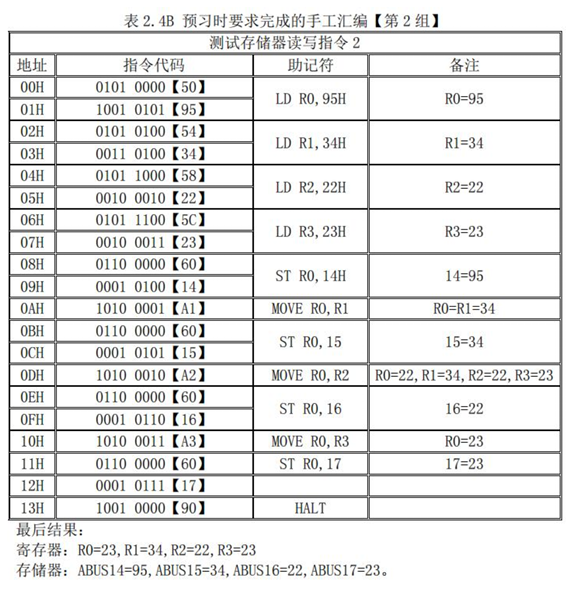 表 2.4B 预习时要求完成的手工汇编【第 2 组】
测试存储器读写指令 2
地址 指令代码 助记符 备注
00H 0101 0000【50】 LD R0,95H R0=95
01H 1001 0101【95】
02H 0101 0100【54】 LD R1,34H R1=34
03H 0011 0100【34】
04H 0101 1000【58】 LD R2,22H R2=22
05H 0010 0010【22】
06H 0101 1100【5C】 LD R3,23H R3=23
07H 0010 0011【23】
08H 0110 0000【60】 ST R0,14H 14=95
09H 0001 0100【14】
0AH 1010 0001【A1】 MOVE R0,R1 R0=R1=34
0BH 0110 0000【60】 ST R0,15 15=34
0CH 0001 0101【15】
0DH 1010 0010【A2】 MOVE R0,R2 R0=22,R1=34,R2=22,R3=23
0EH 0110 0000【60】 ST R0,16 16=22
0FH 0001 0110【16】
10H 1010 0011【A3】 MOVE R0,R3 R0=23
11H 0110 0000【60】 ST R0,17 17=23
12H 0001 0111【17】
13H 1001 0000【90】 HALT
最后结果：
寄存器：R0=23,R1=34,R2=22,R3=23
存储器：ABUS14=95,ABUS15=34,ABUS16=22,ABUS17=23。